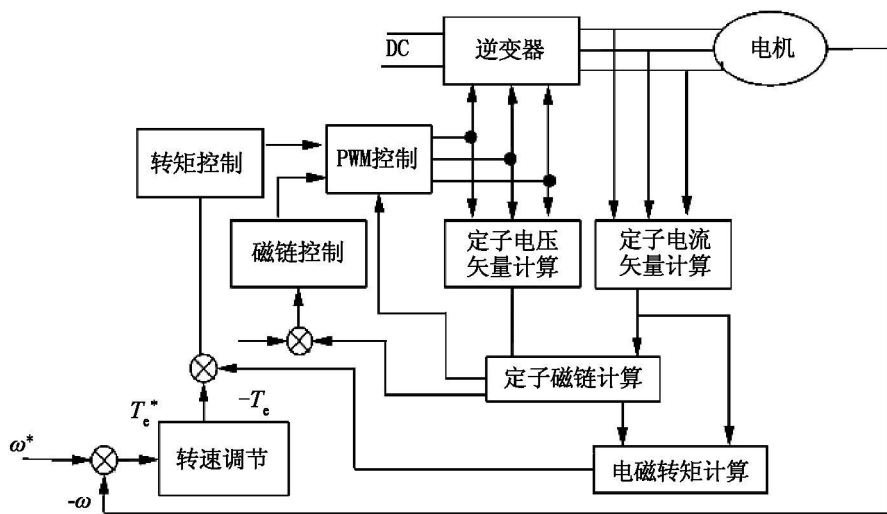 DC
逆变器
电机
转矩控制
PWM控制
磁链控制
定子电压
矢量计算
定子电流
矢量计算
定子磁链计算
Te*
-Te
ω*
转速调节
电磁转矩计算
-ω